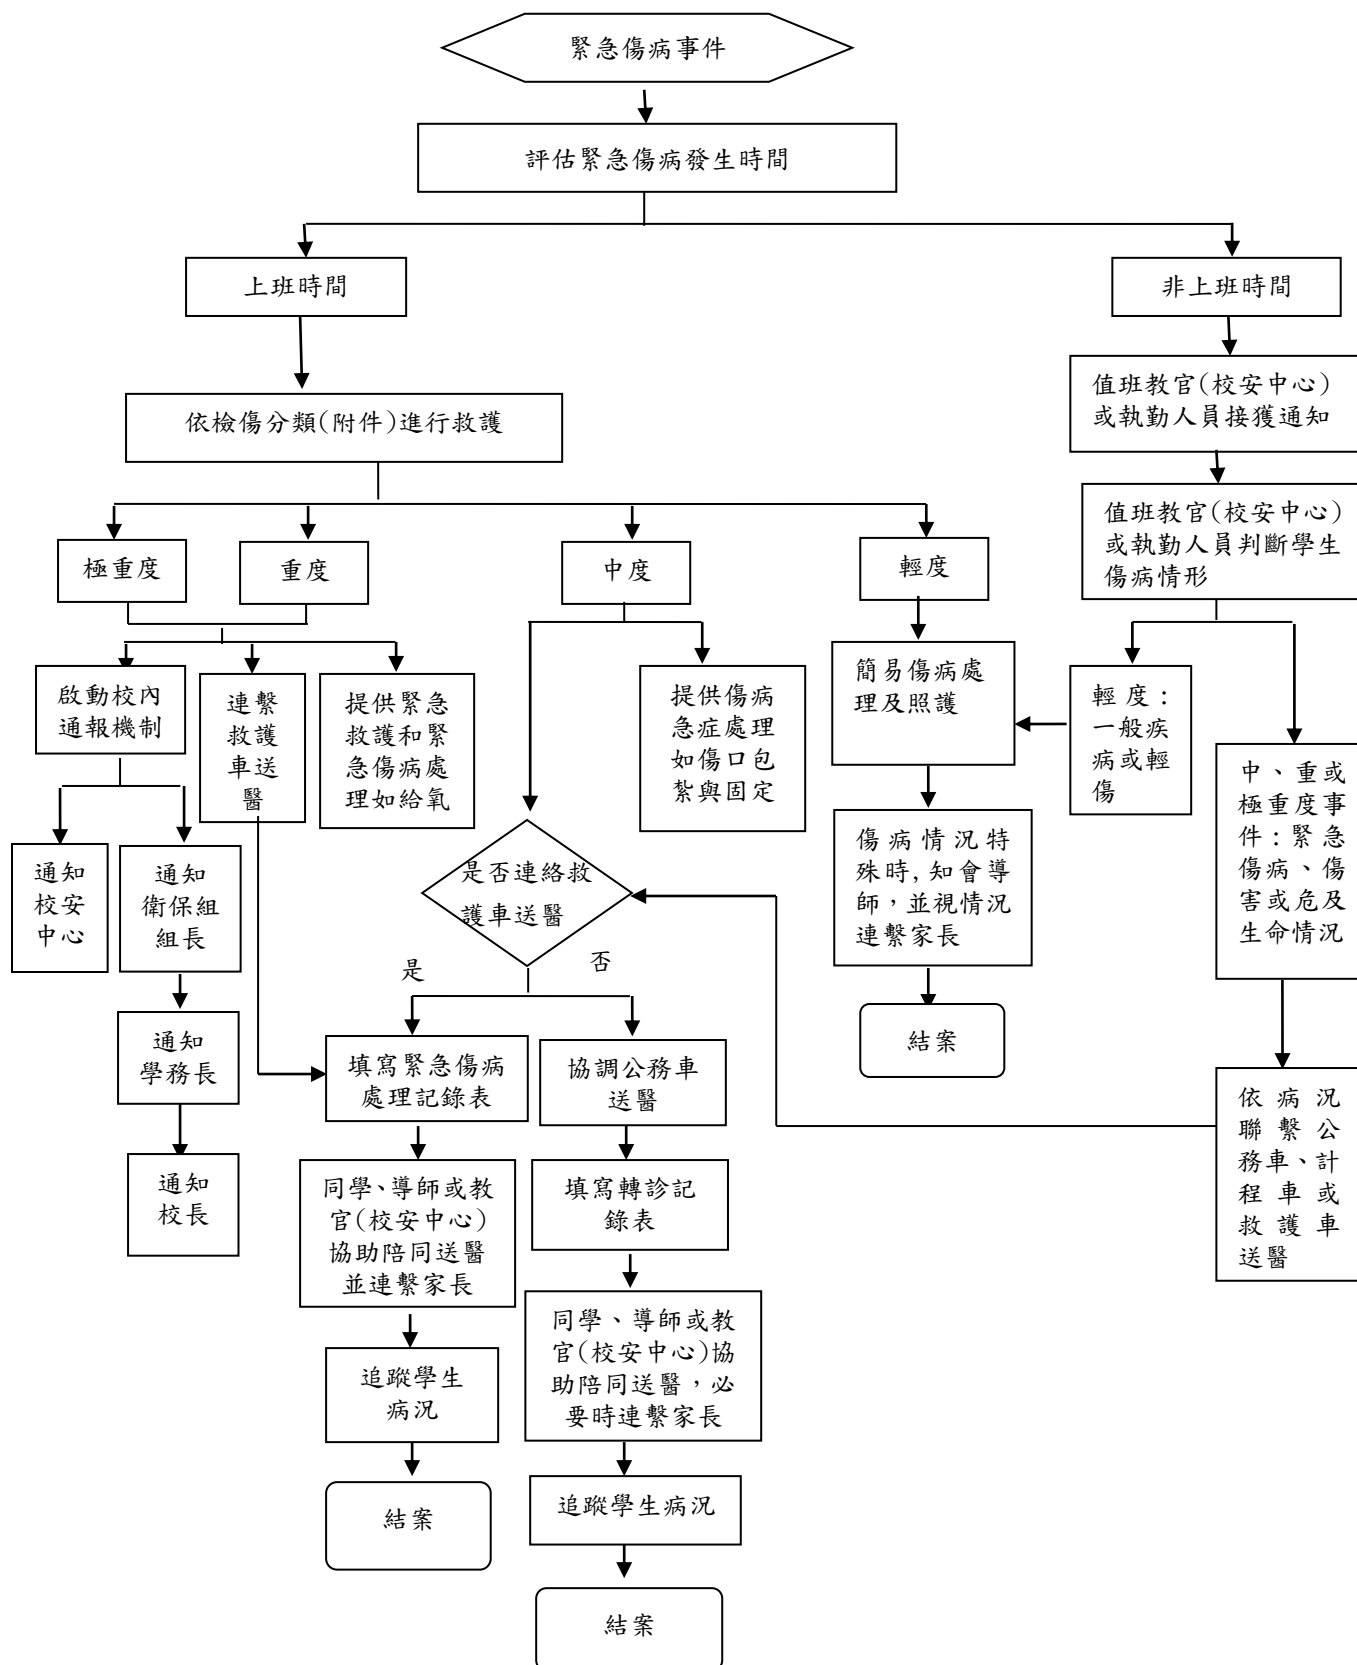 緊急傷病事件
評估緊急傷病發生時間
上班時間
非上班時間
值班教官(校安中心)
或執勤人員接獲通知
依檢傷分類(附件)進行救護
值班教官(校安中心)
或執勤人員判斷學生
傷病情形
極重度
重度
中度
輕度
啟動校內
通報機制
連繫
救護
車送
醫
提供緊急
救護和緊
急傷病處
理如給氧
提供傷病
急症處理
如傷口包
紮與固定
簡易傷病處
理及照護
輕度：
一般疾
病或輕
傷
中、重或
極重度事
件：緊急
傷病、傷
害或危及
生命情況
通知
校安
中心
通知
衛保組
組長
是否連絡救
護車送醫
傷病情況特
殊時,知會導
師，並視情況
連繫家長
是
否
通知
學務長
填寫緊急傷病
處理記錄表
協調公務車
送醫
結案
依病況
聯繫公
務車、計
程車或
救護車
送醫
通知
校長
同學、導師或教
官(校安中心)
協助陪同送醫
並連繫家長
填寫轉診記
錄表
追蹤學生
病況
同學、導師或教
官(校安中心)協
助陪同送醫，必
要時連繫家長
結案
追蹤學生病況
結案